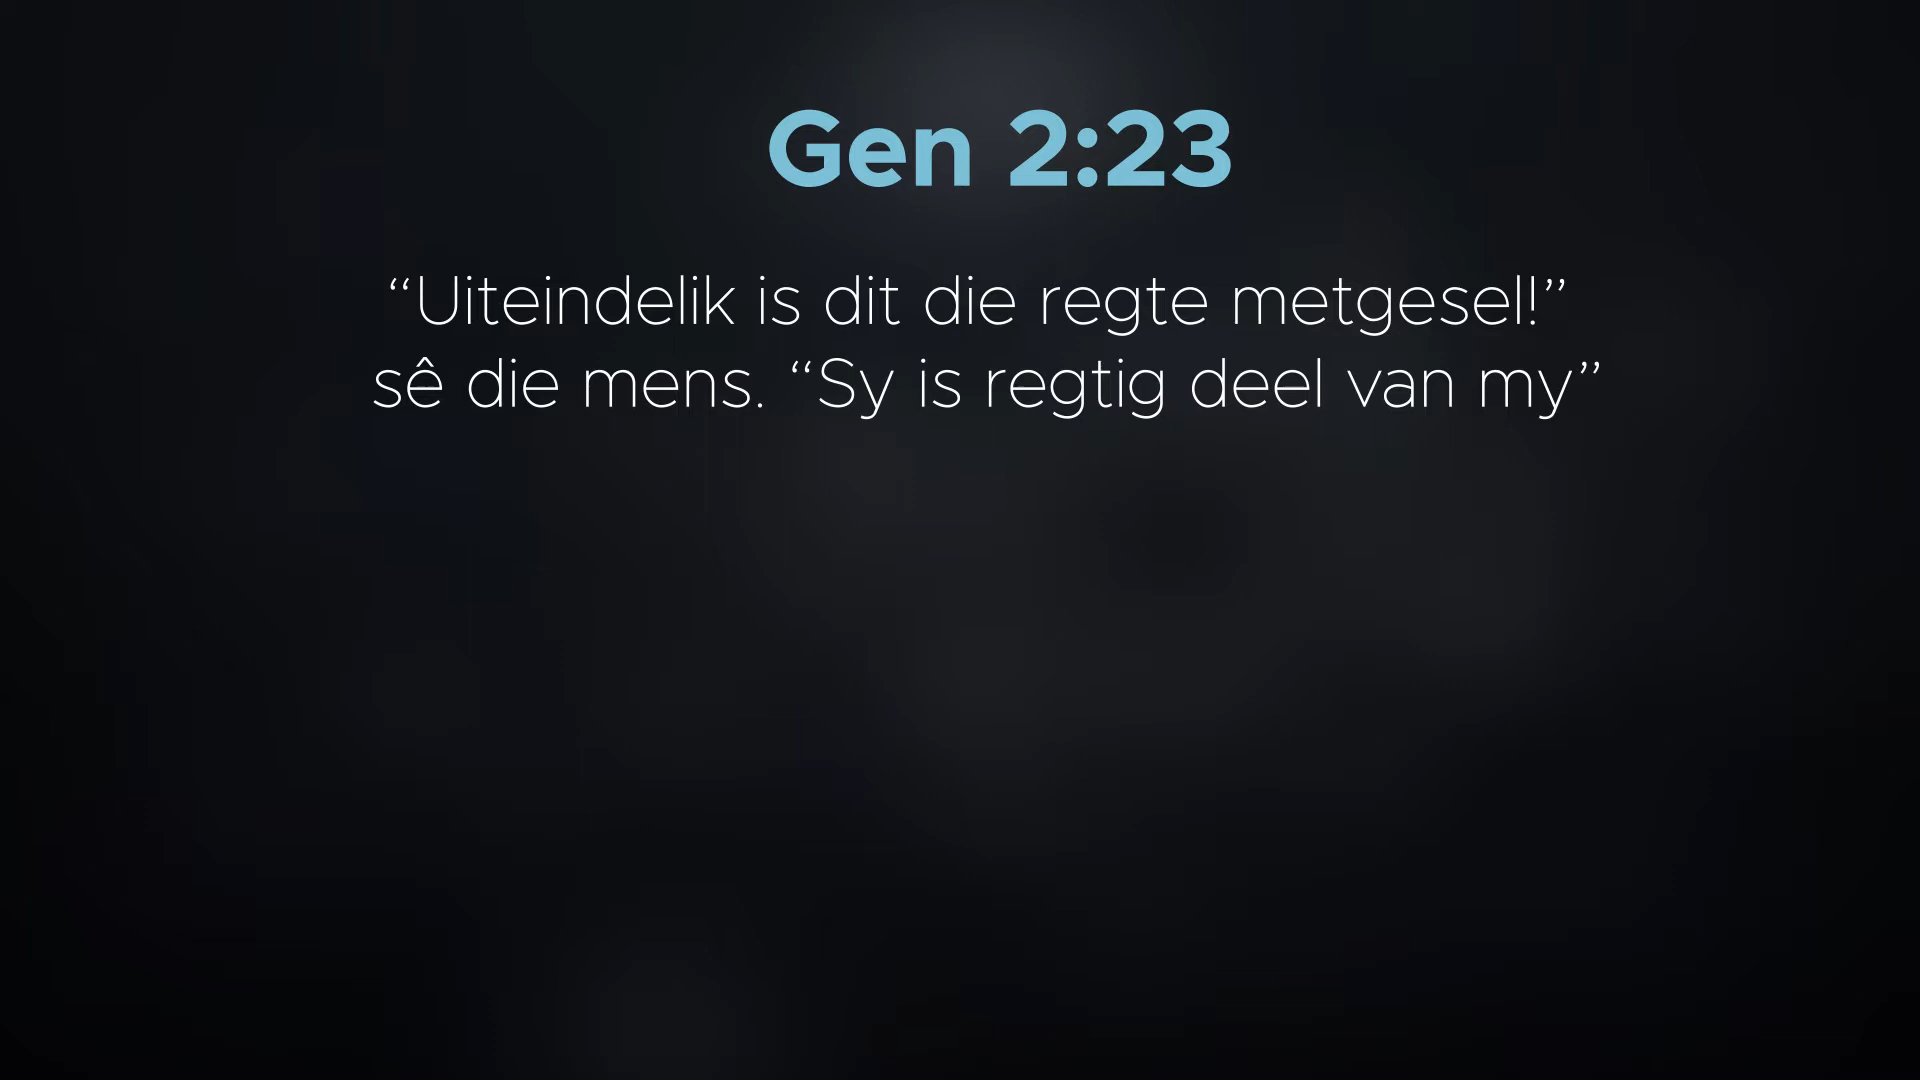 Gen 2:23
“Uiteindelik is dit die regte metgesel!”
sê die mens. “Sy is regtig deel van my”